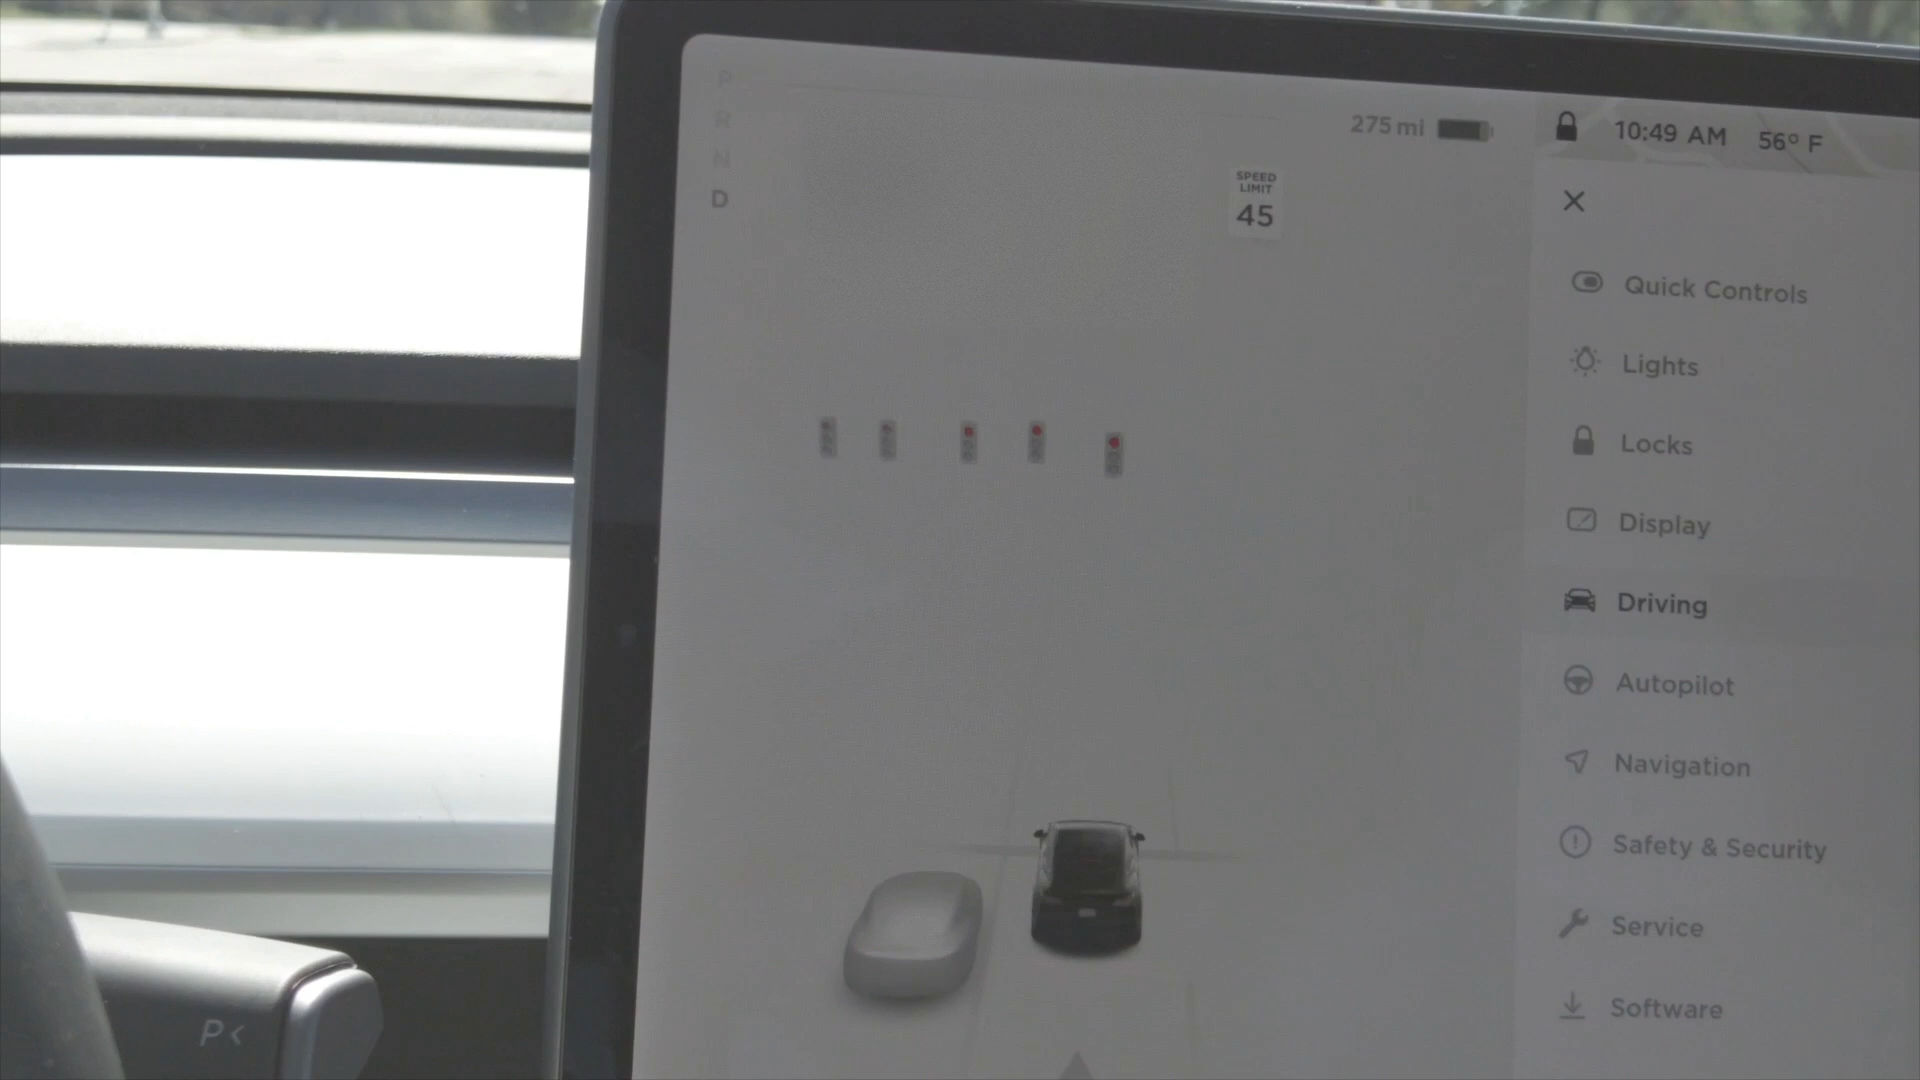 P
R
N
D
275 mi
10:49 AM 56° F
SPEED
LIMIT
45
Quick Controls
Lights
Locks
Display
Driving
Autopilot
Navigation
Safety & Security
Service
Software
P<